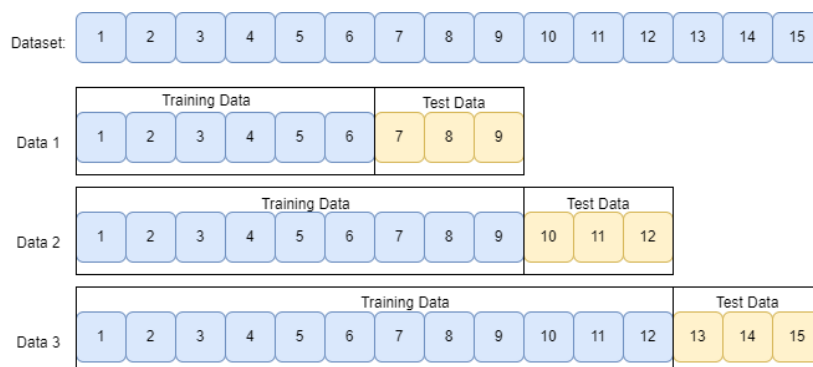 Dataset: 1 2 3 4 5 6 7 8 9 10 11 12 13 14 15
Training Data Test Data
Data 1 1 2 3 4 5 6 7 8 9
Training Data Test Data
Data 2 1 2 3 4 5 6 7 8 9 10 11 12
Training Data Test Data
Data 3 1 2 3 4 5 6 7 8 9 10 11 12 13 14 15